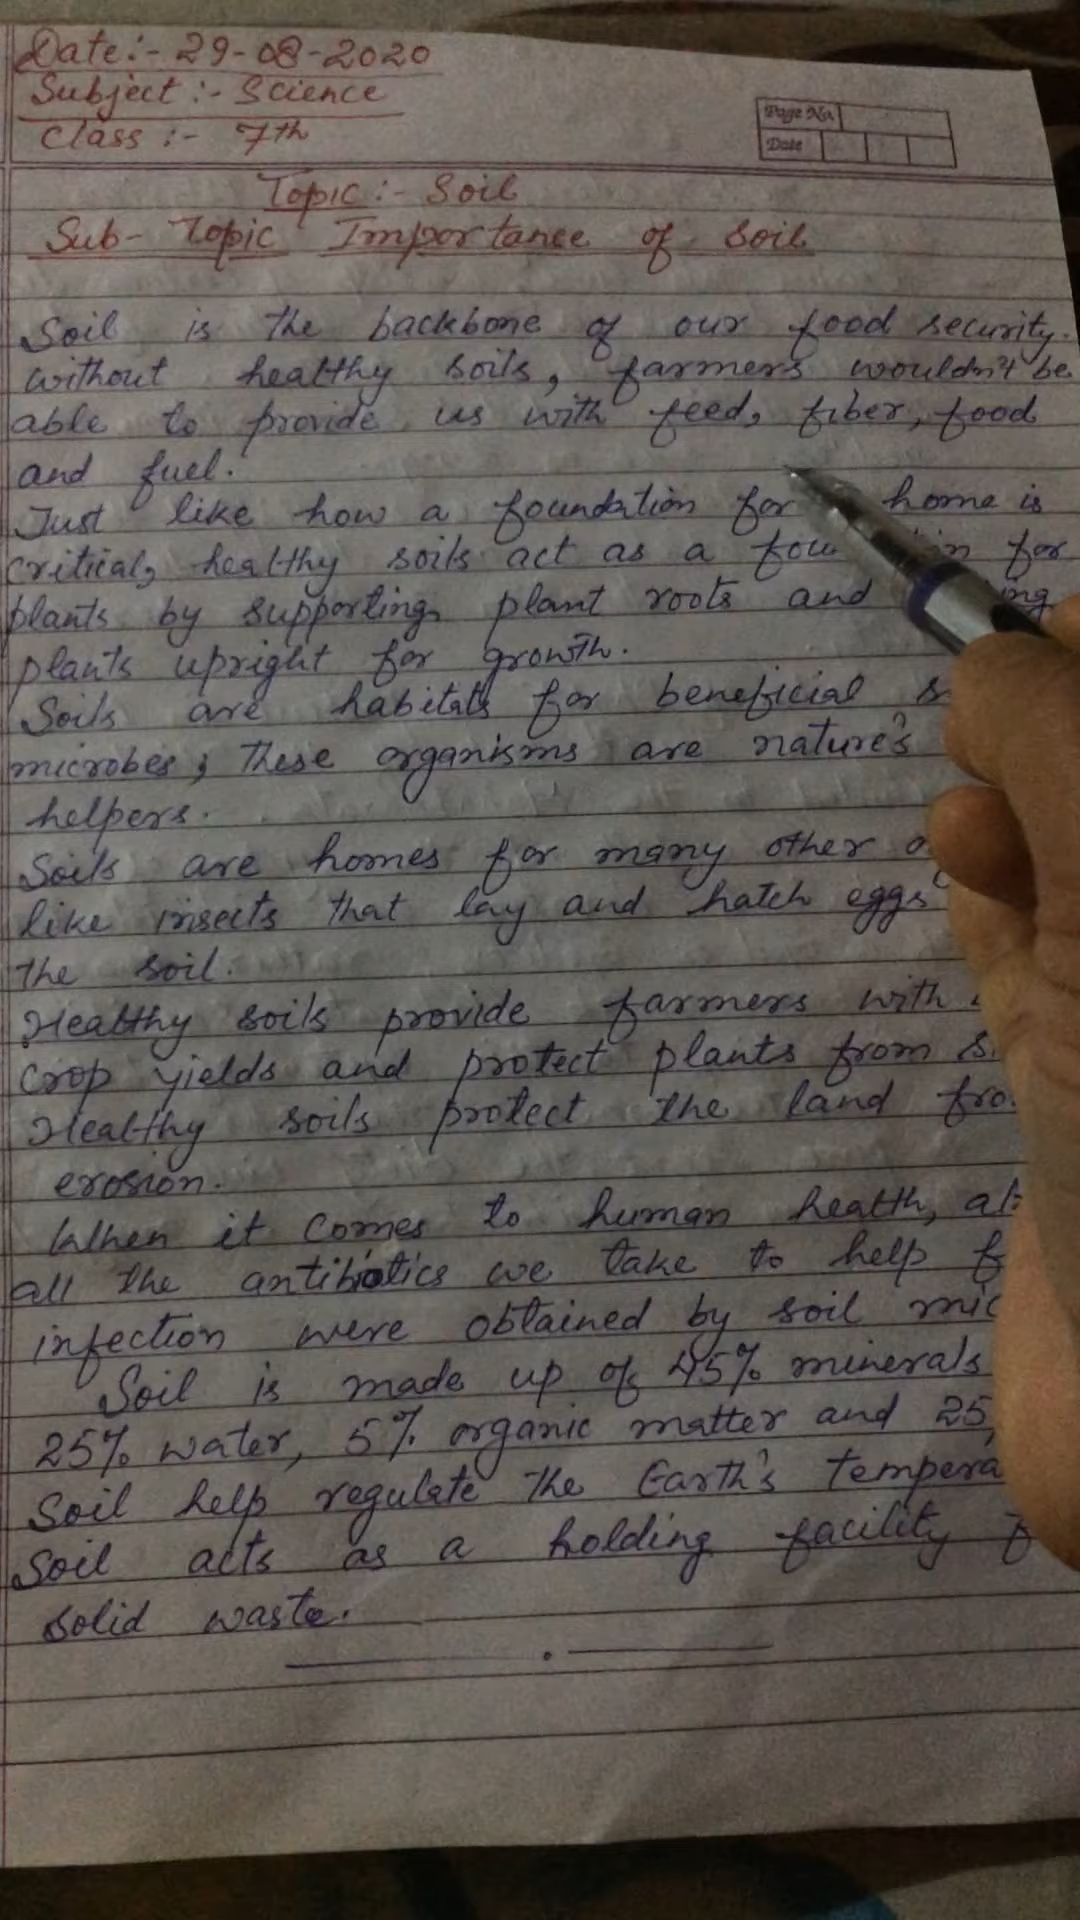 Date:- 29-08-2020
Subject:- Science
Class:- 7th
Page No.
Date
Topic:- Soil
Sub- Topic Importance of Soil
Soil is the backbone of our food security.
without healthy soils, farmers wouldn't be
able to provide us with feed, fiber, food
and fuel.
Just like how a foundation for home is
critical, healthy soils act as a for
plants by supporting plant roots and
plants upright for growth.
Soils are habitats for beneficial
microbes; these organisms are nature's
helpers.
Soils are homes for many other
like insects that lay and hatch eggs
the soil.
Healthy soils provide farmers with
crop yields and protect plants from
Healthy soils protect the land
erosion.
When it comes to human health,
all the antibiotics we take to help
infection were obtained by soil
Soil is made up of 45% minerals
25% water, 5% organic matter and 25
Soil help regulate the Earth's
Soil acts as a holding facility
solid waste.